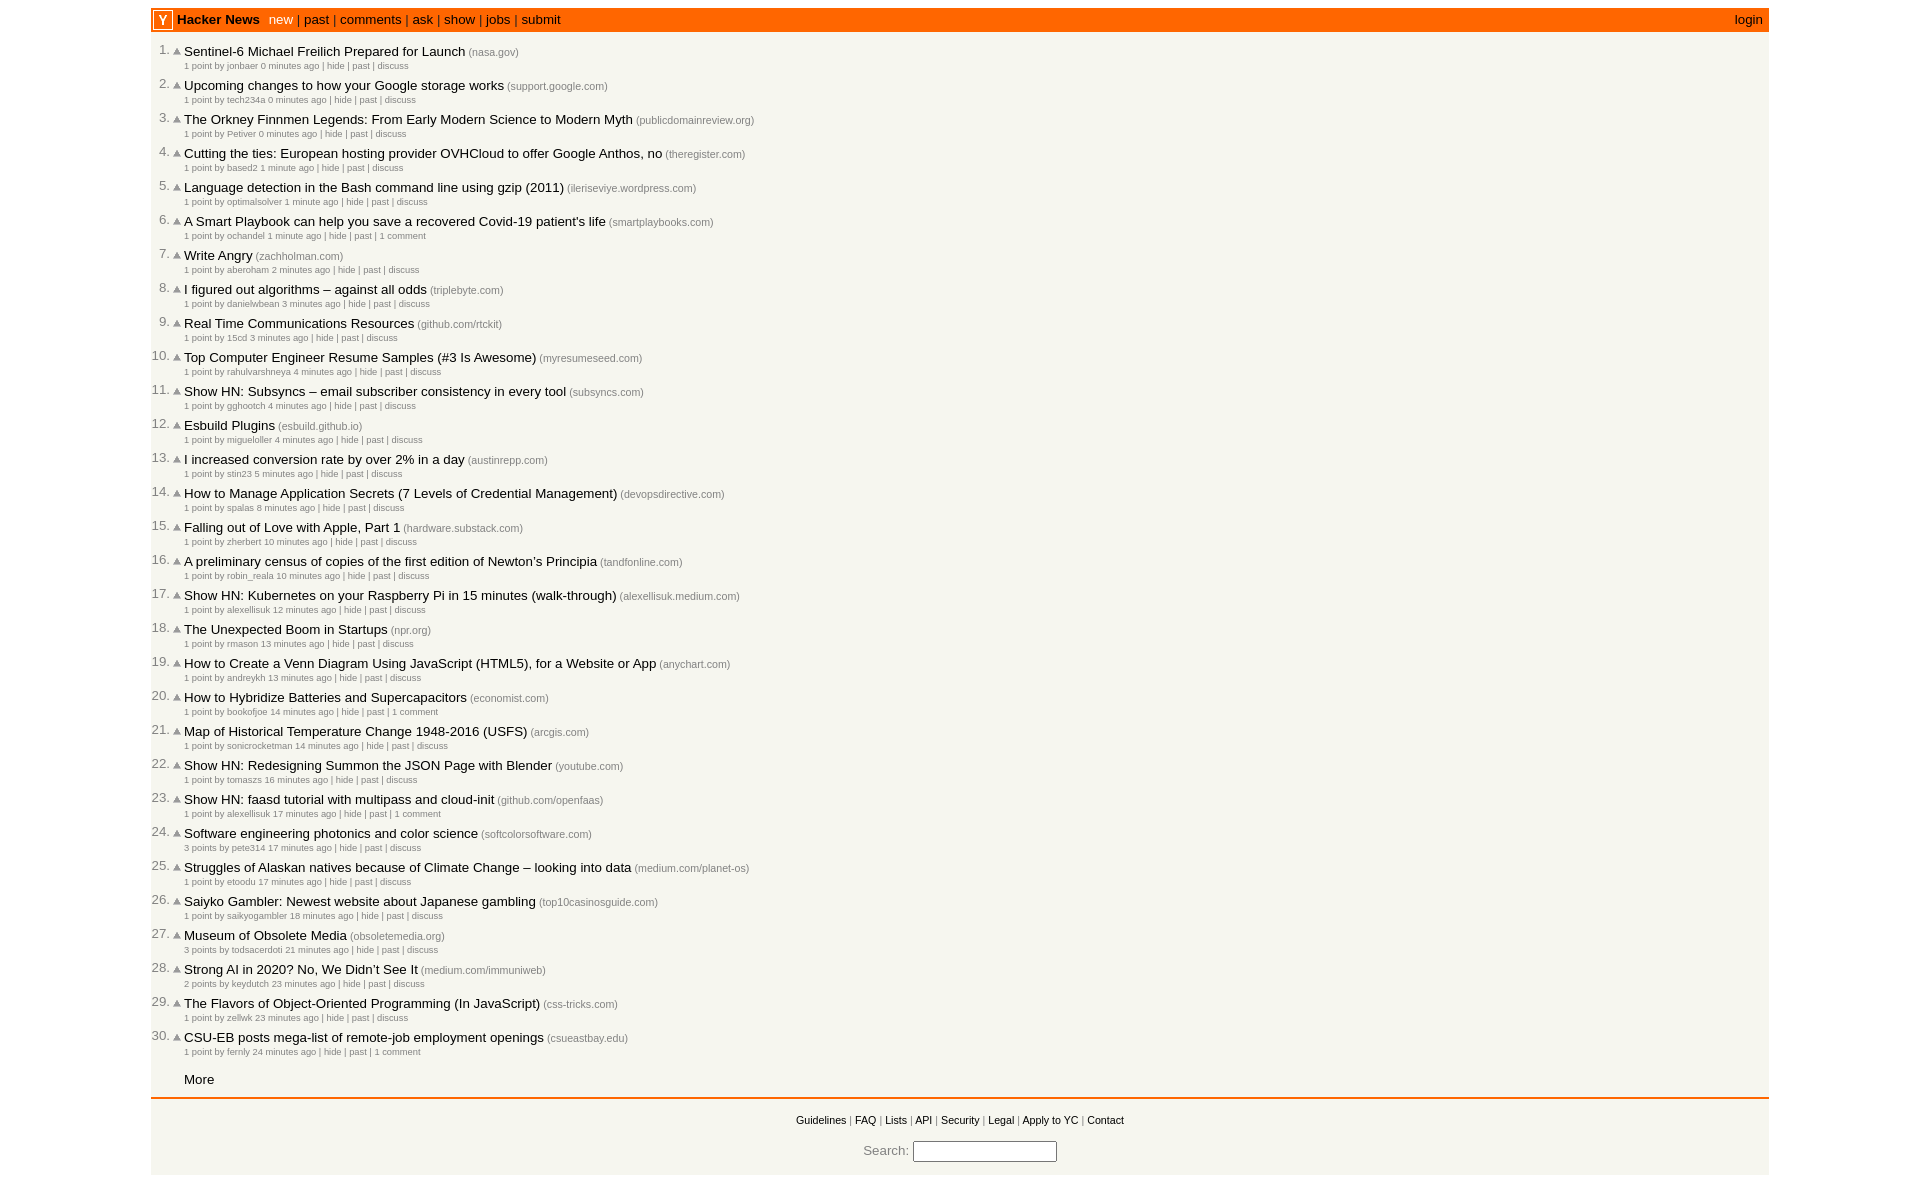 Y Hacker News new | past | comments | ask | show | jobs | submit login
1. Sentinel-6 Michael Freilich Prepared for Launch (nasa.gov)
1 point by jonbaer 0 minutes ago | hide | past | discuss
2. Upcoming changes to how your Google storage works (support.google.com)
1 point by tech234a 0 minutes ago | hide | past | discuss
3. The Orkney Finnmen Legends: From Early Modern Science to Modern Myth (publicdomainreview.org)
1 point by Petiver 0 minutes ago | hide | past | discuss
4. Cutting the ties: European hosting provider OVHCloud to offer Google Anthos, no (theregister.com)
1 point by based2 1 minute ago | hide | past | discuss
5. Language detection in the Bash command line using gzip (2011) (ileriseviye.wordpress.com)
1 point by optimalsolver 1 minute ago | hide | past | discuss
6. A Smart Playbook can help you save a recovered Covid-19 patient's life (smartplaybooks.com)
1 point by ochandel 1 minute ago | hide | past | 1 comment
7. Write Angry (zachholman.com)
1 point by aberoham 2 minutes ago | hide | past | discuss
8. I figured out algorithms – against all odds (triplebyte.com)
1 point by danielwbean 3 minutes ago | hide | past | discuss
9. Real Time Communications Resources (github.com/rtckit)
1 point by 15cd 3 minutes ago | hide | past | discuss
10. Top Computer Engineer Resume Samples (#3 Is Awesome) (myresumeseed.com)
1 point by rahulvarshneya 4 minutes ago | hide | past | discuss
11. Show HN: Subsyncs – email subscriber consistency in every tool (subsyncs.com)
1 point by gghootch 4 minutes ago | hide | past | discuss
12. Esbuild Plugins (esbuild.github.io)
1 point by migueloller 4 minutes ago | hide | past | discuss
13. I increased conversion rate by over 2% in a day (austinrepp.com)
1 point by stin23 5 minutes ago | hide | past | discuss
14. How to Manage Application Secrets (7 Levels of Credential Management) (devopsdirective.com)
1 point by spalas 8 minutes ago | hide | past | discuss
15. Falling out of Love with Apple, Part 1 (hardware.substack.com)
1 point by zherbert 10 minutes ago | hide | past | discuss
16. A preliminary census of copies of the first edition of Newton’s Principia (tandfonline.com)
1 point by robin_reala 10 minutes ago | hide | past | discuss
17. Show HN: Kubernetes on your Raspberry Pi in 15 minutes (walk-through) (alexellisuk.medium.com)
1 point by alexellisuk 12 minutes ago | hide | past | discuss
18. The Unexpected Boom in Startups (npr.org)
1 point by rmason 13 minutes ago | hide | past | discuss
19. How to Create a Venn Diagram Using JavaScript (HTML5), for a Website or App (anychart.com)
1 point by andreykh 13 minutes ago | hide | past | discuss
20. How to Hybridize Batteries and Supercapacitors (economist.com)
1 point by bookofjoe 14 minutes ago | hide | past | 1 comment
21. Map of Historical Temperature Change 1948-2016 (USFS) (arcgis.com)
1 point by sonicrocketman 14 minutes ago | hide | past | discuss
22. Show HN: Redesigning Summon the JSON Page with Blender (youtube.com)
1 point by tomaszs 16 minutes ago | hide | past | discuss
23. Show HN: faasd tutorial with multipass and cloud-init (github.com/openfaas)
1 point by alexellisuk 17 minutes ago | hide | past | 1 comment
24. Software engineering photonics and color science (softcolorsoftware.com)
3 points by pete314 17 minutes ago | hide | past | discuss
25. Struggles of Alaskan natives because of Climate Change – looking into data (medium.com/planet-os)
1 point by etoodu 17 minutes ago | hide | past | discuss
26. Saiyko Gambler: Newest website about Japanese gambling (top10casinosguide.com)
1 point by saikyogambler 18 minutes ago | hide | past | discuss
27. Museum of Obsolete Media (obsoletemedia.org)
3 points by todsacerdoti 21 minutes ago | hide | past | discuss
28. Strong AI in 2020? No, We Didn’t See It (medium.com/immuniweb)
2 points by keydutch 23 minutes ago | hide | past | discuss
29. The Flavors of Object-Oriented Programming (In JavaScript) (css-tricks.com)
1 point by zellwk 23 minutes ago | hide | past | discuss
30. CSU-EB posts mega-list of remote-job employment openings (csueastbay.edu)
1 point by fernly 24 minutes ago | hide | past | 1 comment
More
Guidelines | FAQ | Lists | API | Security | Legal | Apply to YC | Contact
Search: